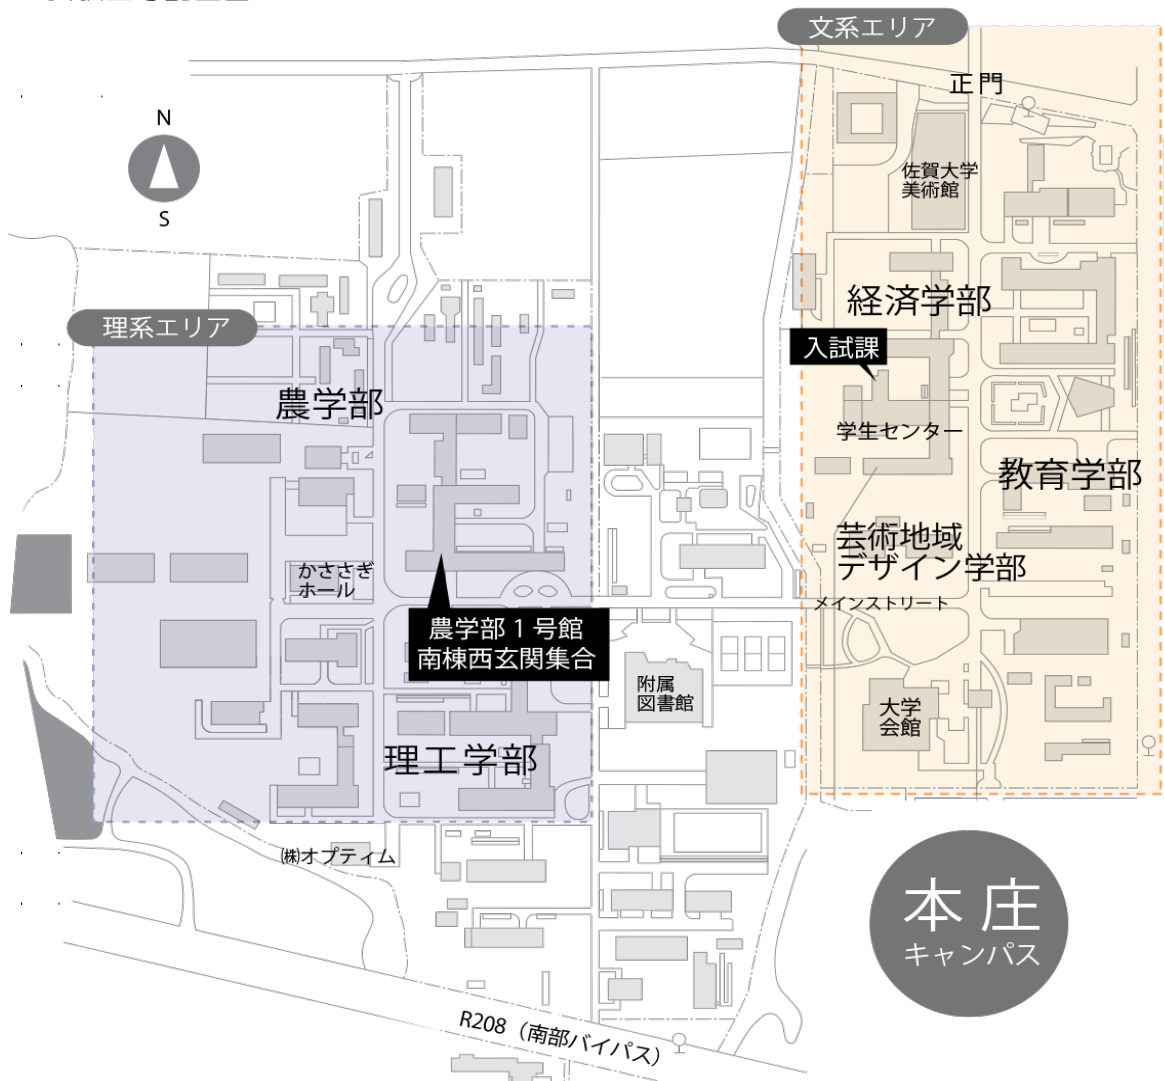 文系エリア
正門
N
S
佐賀大学
美術館
経済学部
理系エリア
入試課
農学部
学生センター
教育学部
芸術地域
デザイン学部
かささぎ
ホール
メインストリート
農学部1号館
南棟西玄関集合
附属
図書館
大学
会館
理工学部
㈱オプティム
本庄
キャンパス
R208（南部バイパス）